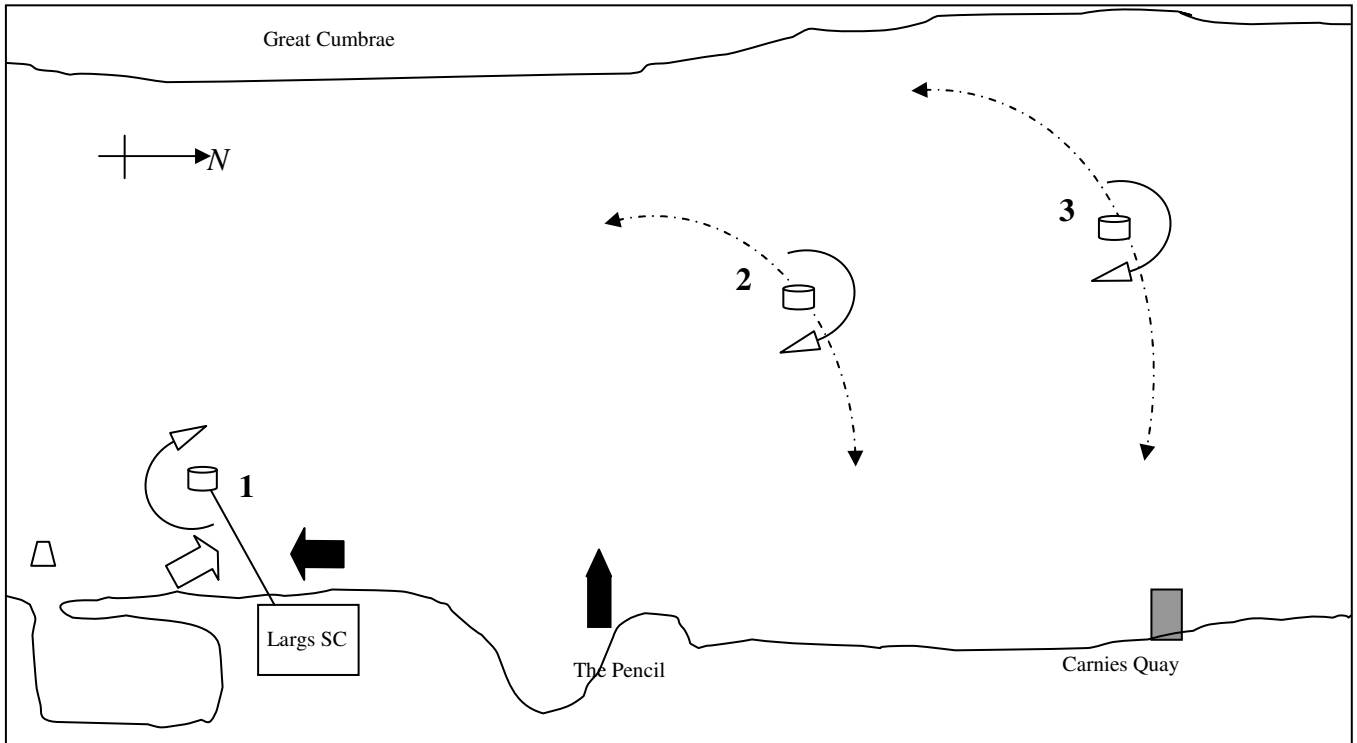 Great Cumbrae
N
3
2
1
Largs SC
The Pencil
Carnies Quay